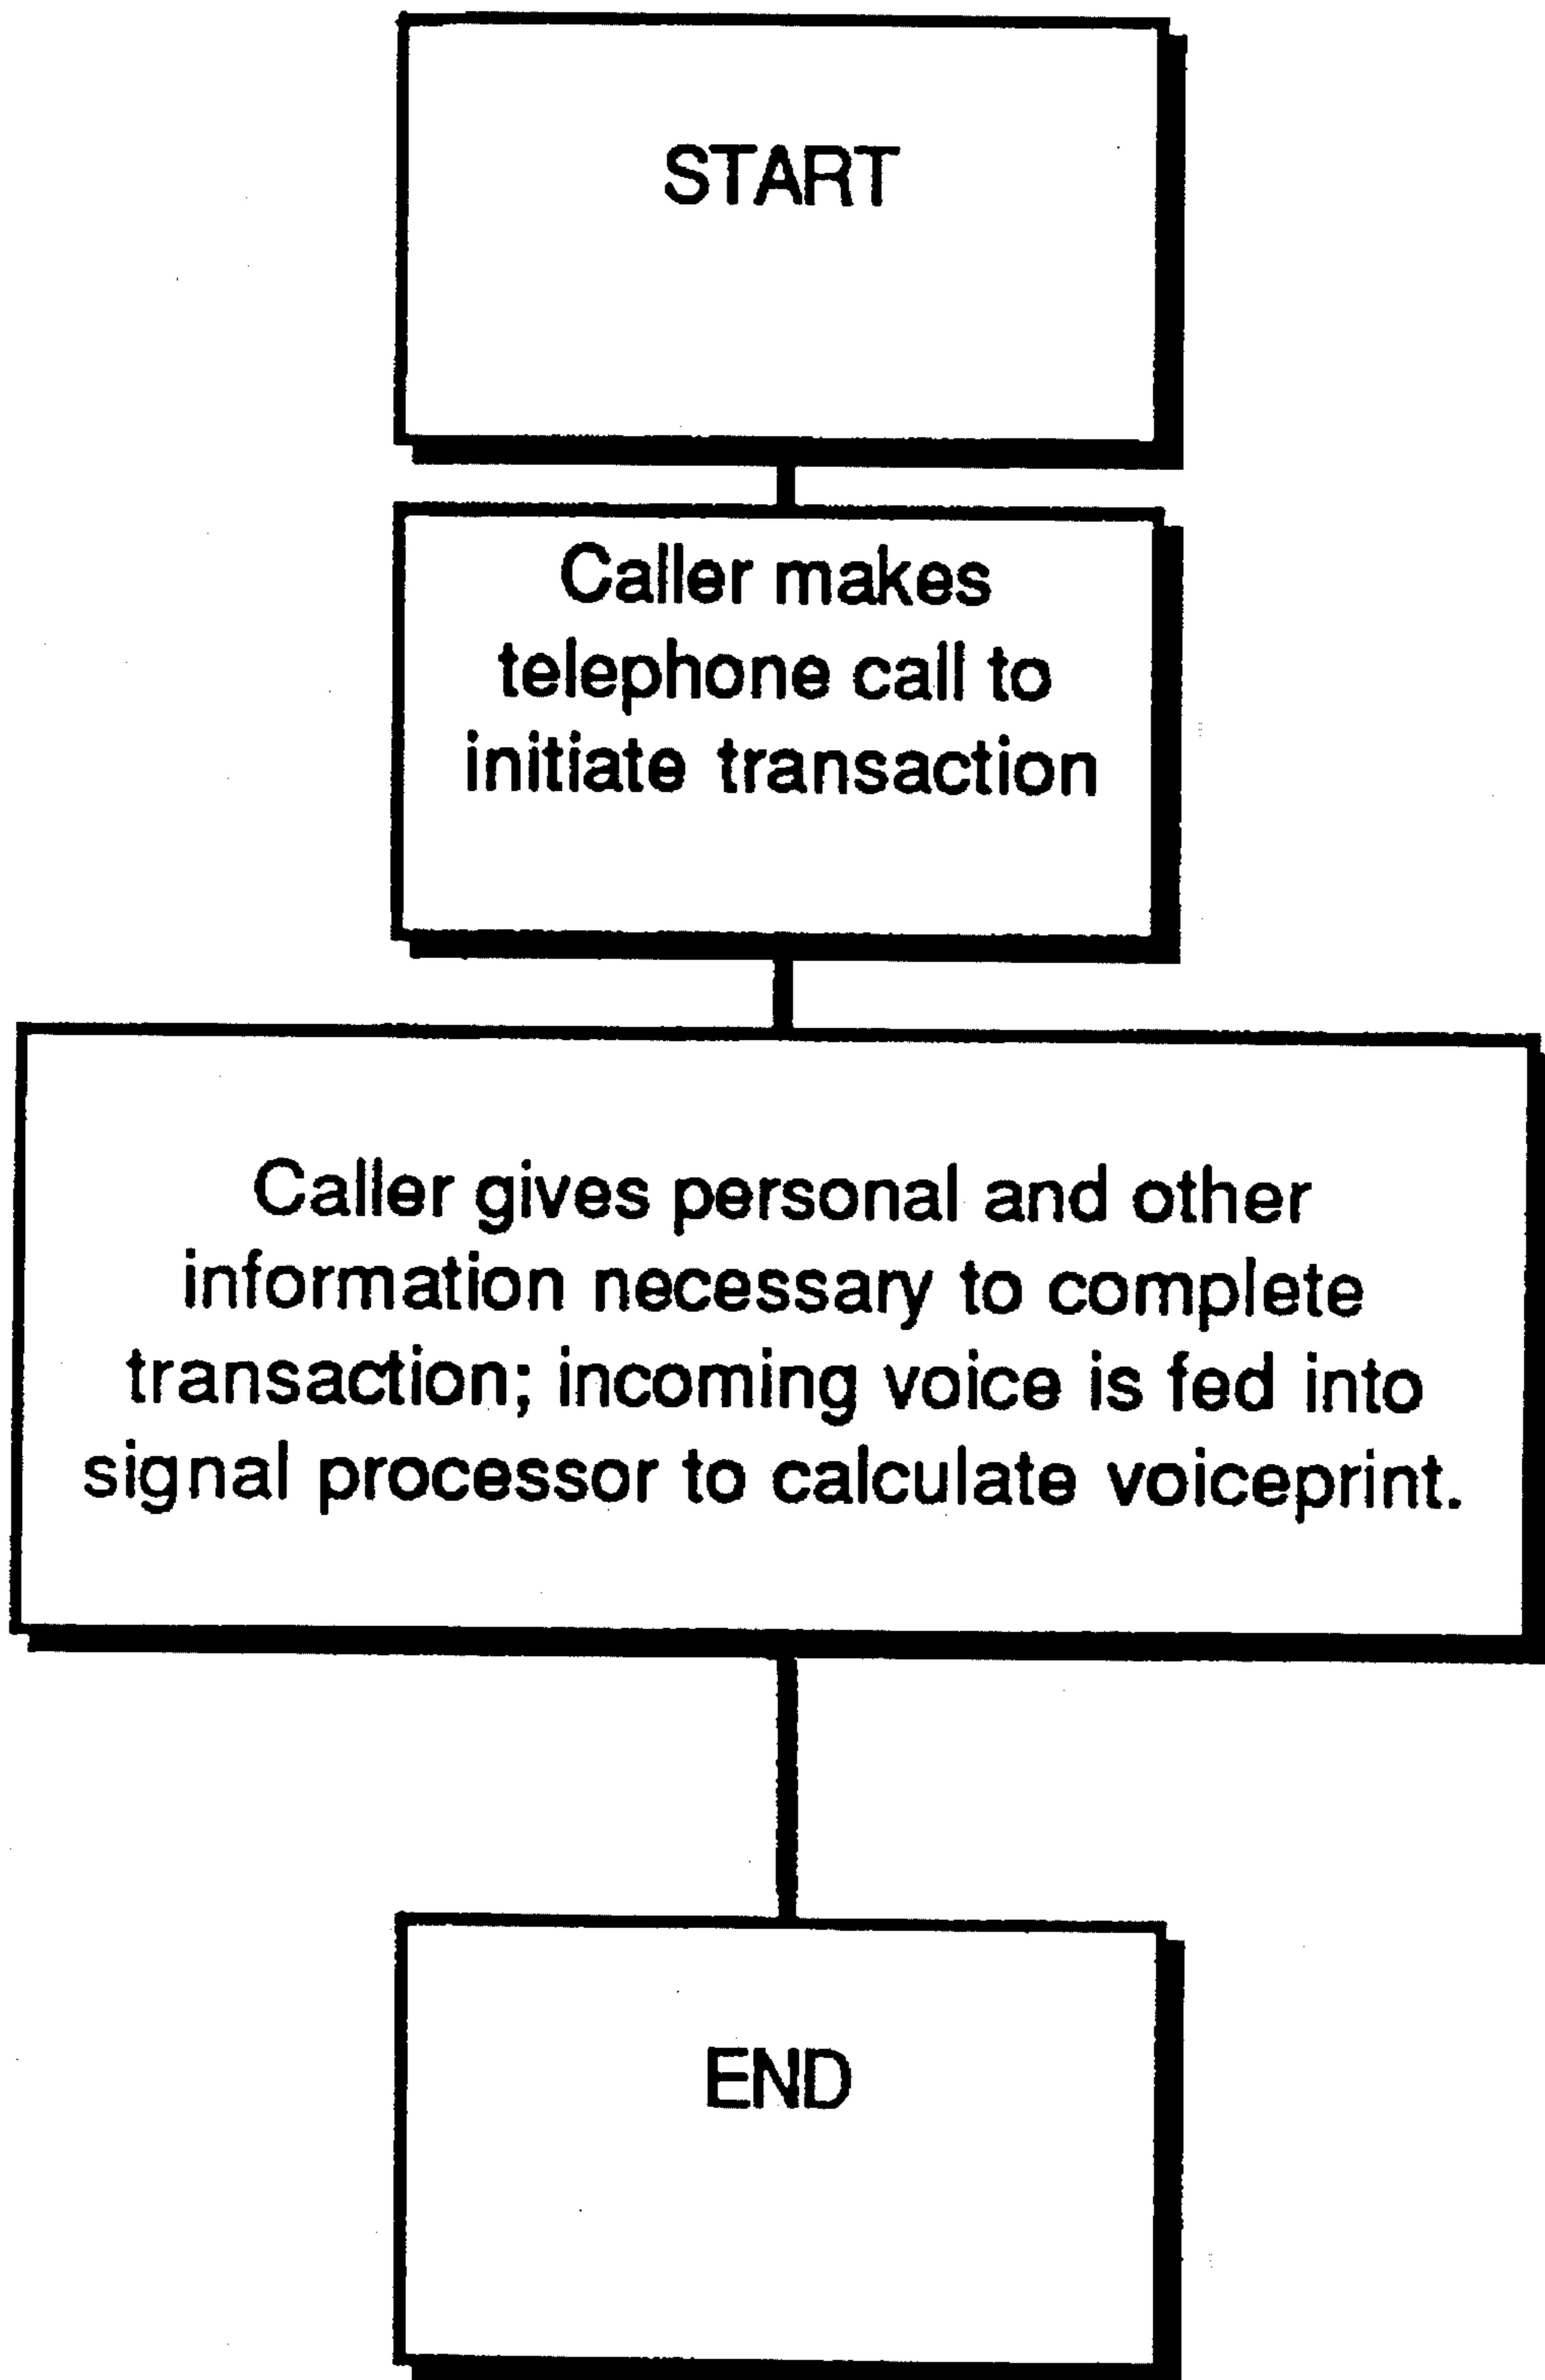 START
Caller makes
telephone call to
initiate transaction
Caller gives personal and other
information necessary to complete
transaction; incoming voice is fed into
signal processor to calculate voiceprint.
END